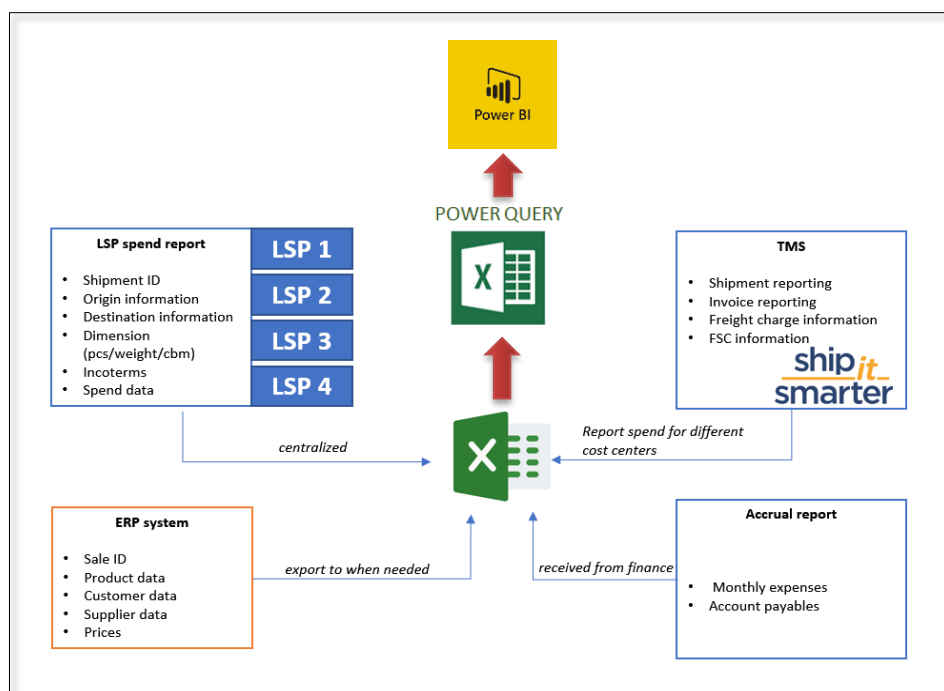 Power BI
POWER QUERY
LSP spend report
• Shipment ID
• Origin information
• Destination information
• Dimension
(pcs/weight/cbm)
• Incoterms
• Spend data
LSP 1
LSP 2
LSP 3
LSP 4
X
TMS
• Shipment reporting
• Invoice reporting
• Freight charge information
• FSC information
ship it
smarter
centralized
X
Report spend for different
cost centers
ERP system
• Sale ID
• Product data
• Customer data
• Supplier data
• Prices
export to when needed
received from finance
Accrual report
• Monthly expenses
• Account payables